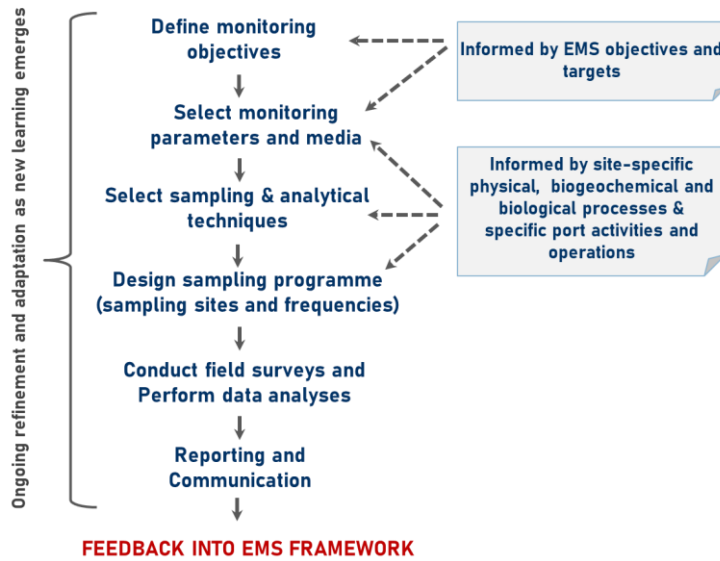 Ongoing refinement and adaptation as new learning emerges
Define monitoring
objectives
Select monitoring
parameters and media
Select sampling & analytical
techniques
Design sampling programme
(sampling sites and frequencies)
Conduct field surveys and
Perform data analyses
Reporting and
Communication
FEEDBACK INTO EMS FRAMEWORK
Informed by EMS objectives and
targets
Informed by site-specific
physical, biogeochemical and
biological processes &
specific port activities and
operations